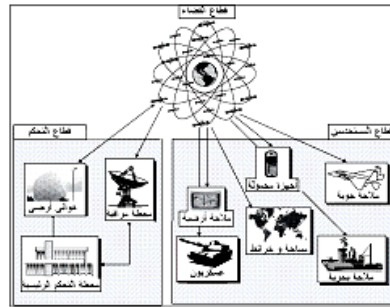 قطاع الفضاء
قطاع التحكم
قطاع المستخدمين
هوائي أرضي
محطة مراقبة
محطة التحكم الرئيسية
أجهزة محمولة
ملاحة جوية
ملاحة أرضية
مساحة و خرائط
عسكريون
ملاحة بحرية